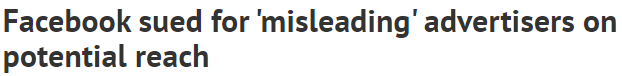 Facebook sued for 'misleading' advertisers on
potential reach